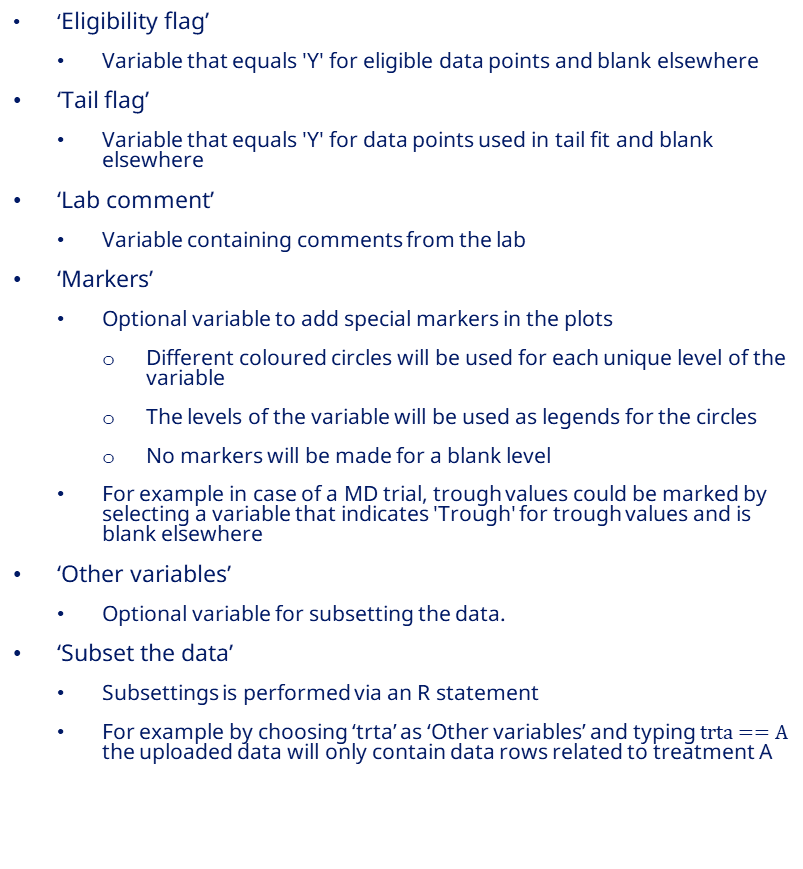 • ‘Eligibility flag’
• Variable that equals 'Y' for eligible data points and blank elsewhere
• ‘Tail flag’
• Variable that equals 'Y' for data points used in tail fit and blank
elsewhere
• ‘Lab comment’
• Variable containing comments from the lab
• ‘Markers’
• Optional variable to add special markers in the plots
o Different coloured circles will be used for each unique level of the
variable
o The levels of the variable will be used as legends for the circles
o No markers will be made for a blank level
• For example in case of a MD trial, trough values could be marked by
selecting a variable that indicates 'Trough' for trough values and is
blank elsewhere
• ‘Other variables’
• Optional variable for subsetting the data.
• ‘Subset the data’
• Subsettings is performed via an R statement
• For example by choosing ‘trta’ as ‘Other variables’ and typing trta == A
the uploaded data will only contain data rows related to treatment A